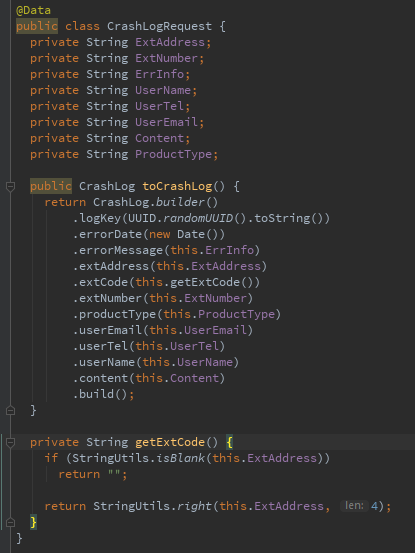 @Data
public class CrashLogRequest {
  private String ExtAddress;
  private String ExtNumber;
  private String ErrInfo;
  private String UserName;
  private String UserTel;
  private String UserEmail;
  private String Content;
  private String ProductType;

  public CrashLog toCrashLog() {
    return CrashLog.builder()
        .logKey(UUID.randomUUID().toString())
        .errorDate(new Date())
        .errorMessage(this.ErrInfo)
        .extAddress(this.ExtAddress)
        .extCode(this.getExtCode())
        .extNumber(this.ExtNumber)
        .productType(this.ProductType)
        .userEmail(this.UserEmail)
        .userTel(this.UserTel)
        .userName(this.UserName)
        .content(this.Content)
        .build();
  }

  private String getExtCode() {
    if (StringUtils.isBlank(this.ExtAddress))
      return "";

    return StringUtils.right(this.ExtAddress, len: 4);
  }
}